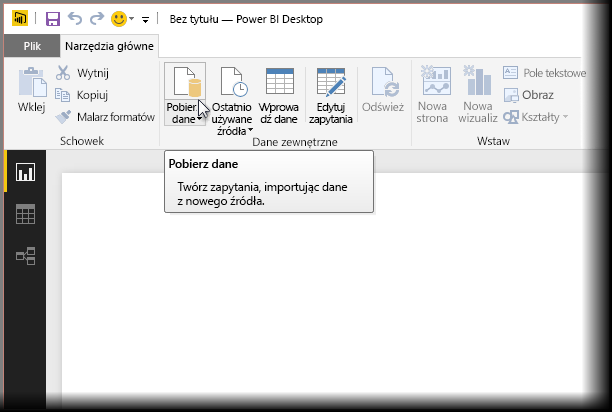 Bez tytułu — Power BI Desktop
Plik
Narzędzia główne
Wklej
Wytnij
Kopiuj
Malarz formatów
Schowek
Pobierz
dane
Ostatnio
używane
źródła
Wprowa
dź dane
Edytuj
zapytania
Odśwież
Dane zewnętrzne
Nowa
strona
Nowa
wizualiz
Pole tekstowe
Obraz
Kształty
Wstaw
Pobierz dane
Twórz zapytania, importując dane
z nowego źródła.